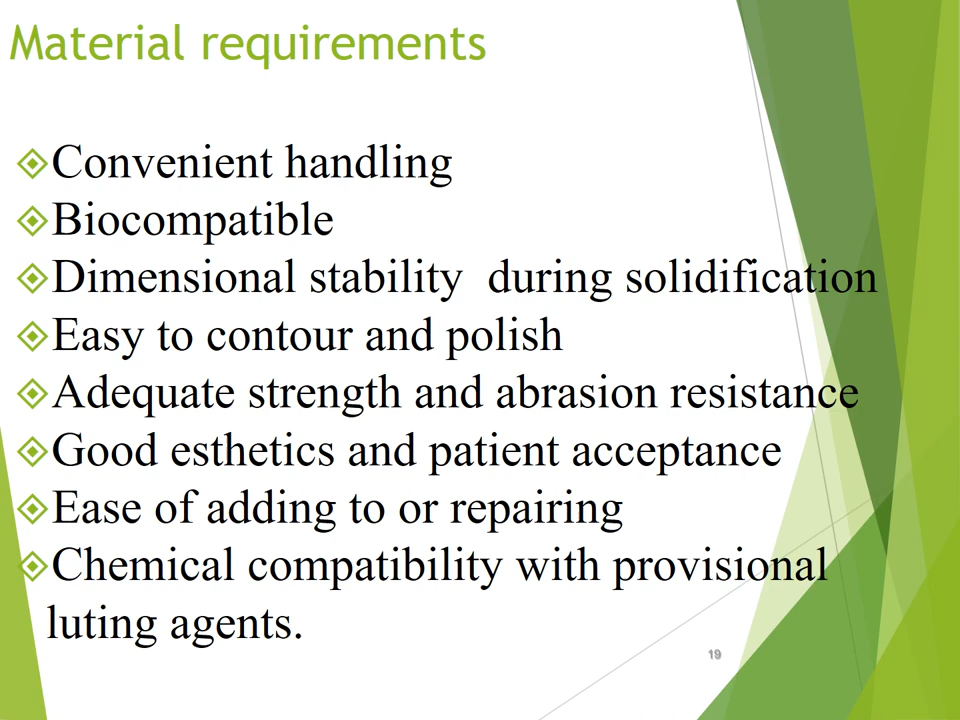 Material requirements
Convenient handling
Biocompatible
Dimensional stability  during solidification
Easy to contour and polish
Adequate strength and abrasion resistance
Good esthetics and patient acceptance
Ease of adding to or repairing
Chemical compatibility with provisional
luting agents.
19